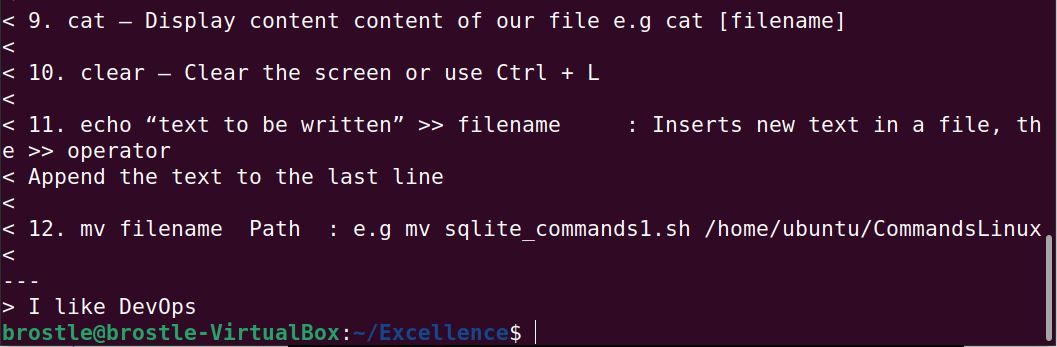 < 9. cat – Display content content of our file e.g cat [filename]
<
< 10. clear – Clear the screen or use Ctrl + L
<
< 11. echo “text to be written” >> filename     : Inserts new text in a file, th
e >> operator
< Append the text to the last line
<
< 12. mv filename  Path  : e.g mv sqlite_commands1.sh /home/ubuntu/CommandsLinux
<
---
> I like DevOps
brostle@brostle-VirtualBox:~/Excellence$